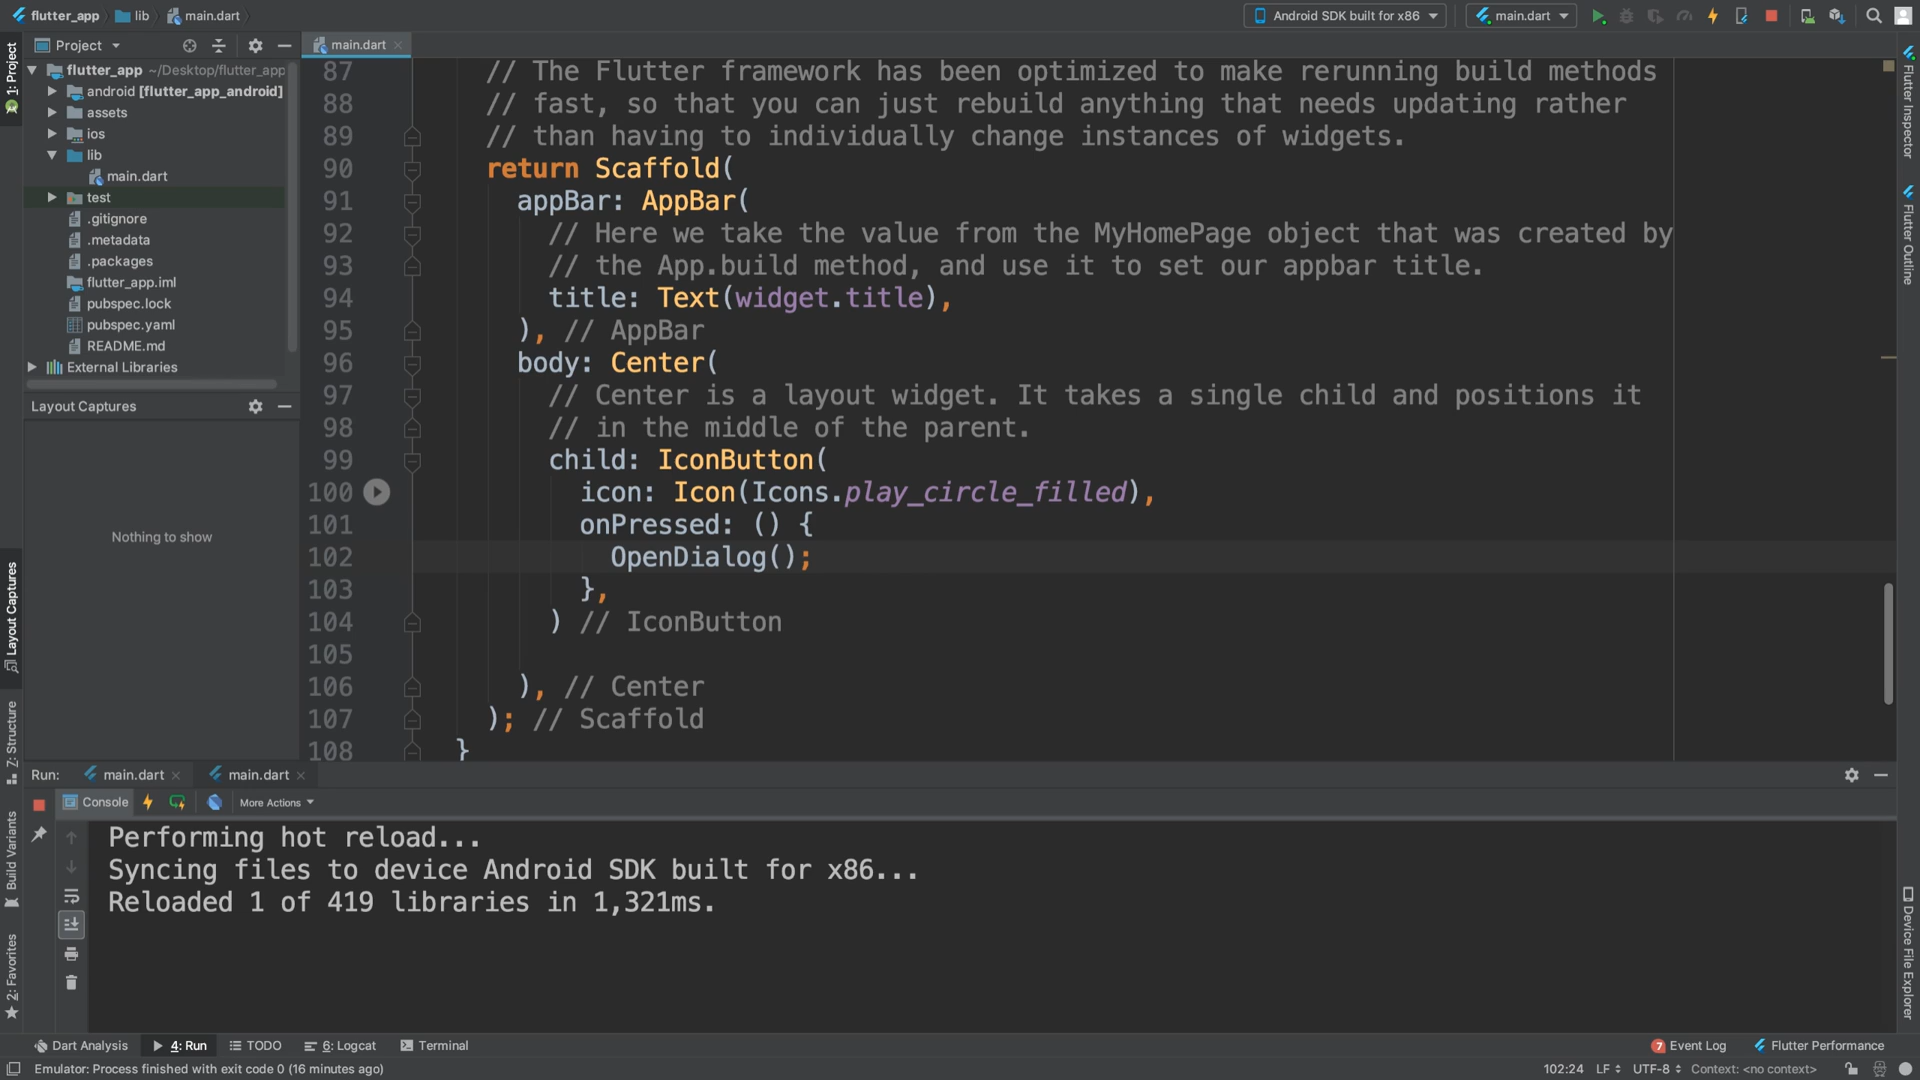 flutter_app lib main.dart Android SDK built for x86 main.dart
1: Project
Project
main.dart
flutter_app ~/Desktop/flutter_app
android [flutter_app_android]
assets
ios
lib
main.dart
test
.gitignore
.metadata
.packages
flutter_app.iml
pubspec.lock
pubspec.yaml
README.md
External Libraries
Layout Captures
Nothing to show
Layout Captures
Z: Structure
Build Variants
2: Favorites
87 // The Flutter framework has been optimized to make rerunning build methods
88 // fast, so that you can just rebuild anything that needs updating rather
89 // than having to individually change instances of widgets.
90 return Scaffold(
91 appBar: AppBar(
92 // Here we take the value from the MyHomePage object that was created by
93 // the App.build method, and use it to set our appbar title.
94 title: Text(widget.title),
95 ), // AppBar
96 body: Center(
97 // Center is a layout widget. It takes a single child and positions it
98 // in the middle of the parent.
99 child: IconButton(
100 icon: Icon(Icons.play_circle_filled),
101 onPressed: () {
102 OpenDialog();
103 },
104 ) // IconButton
105
106 ), // Center
107 ); // Scaffold
108 }
Flutter Inspector
Flutter Outline
Device File Explorer
Run: main.dart main.dart
Console More Actions
Performing hot reload...
Syncing files to device Android SDK built for x86...
Reloaded 1 of 419 libraries in 1,321ms.
Dart Analysis 4: Run TODO 6: Logcat Terminal 7 Event Log Flutter Performance
Emulator: Process finished with exit code 0 (16 minutes ago) 102:24 LF UTF-8 Context: <no context>